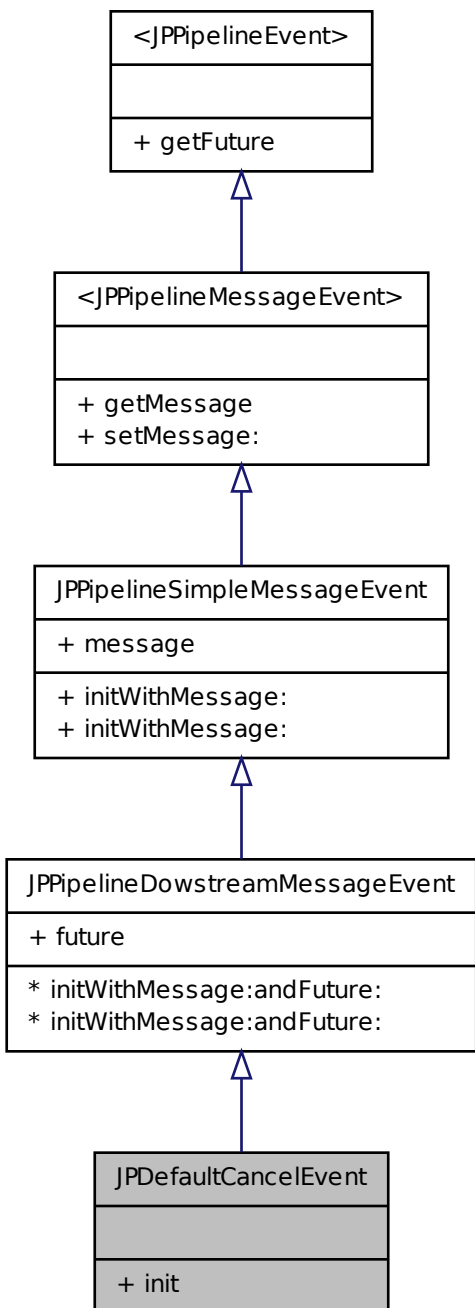 <JPPipelineEvent>
+ getFuture
<JPPipelineMessageEvent>
+ getMessage
+ setMessage:
JPPipelineSimpleMessageEvent
+ message
+ initWithMessage:
+ initWithMessage:
JPPipelineDowstreamMessageEvent
+ future
* initWithMessage:andFuture:
* initWithMessage:andFuture:
JPDefaultCancelEvent
+ init